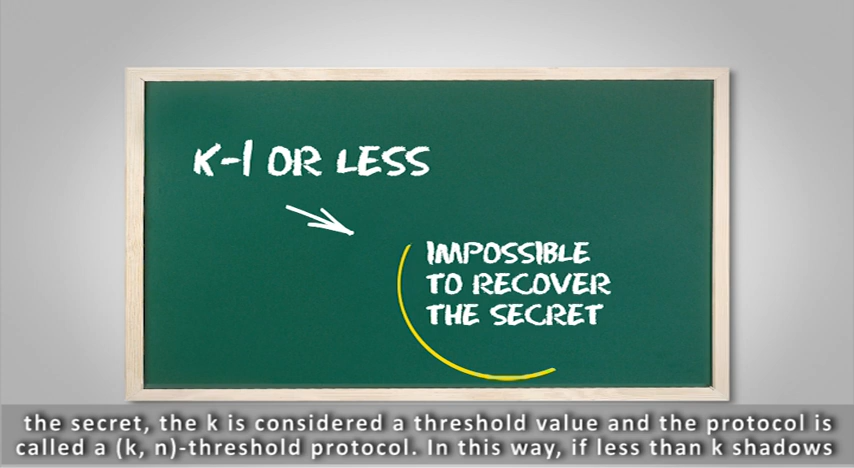 K-1 OR LESS
IMPOSSIBLE
TO RECOVER
THE SECRET
the secret, the k is considered a threshold value and the protocol is
called a (k, n)-threshold protocol. In this way, if less than k shadows